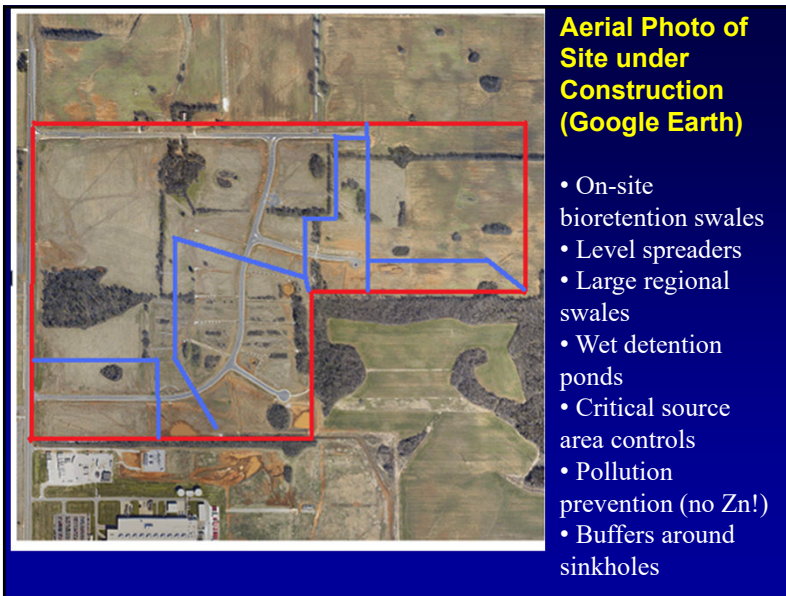 Aerial Photo of
Site under
Construction
(Google Earth)
• On-site
bioretention swales
• Level spreaders
• Large regional
swales
• Wet detention
ponds
• Critical source
area controls
• Pollution
prevention (no Zn!)
• Buffers around
sinkholes